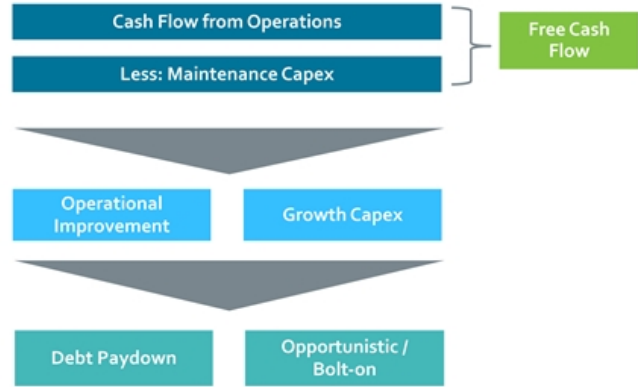 Cash Flow from Operations
Free Cash
Flow
Less: Maintenance Capex
Operational
Improvement
Growth Capex
Debt Paydown
Opportunistic /
Bolt-on